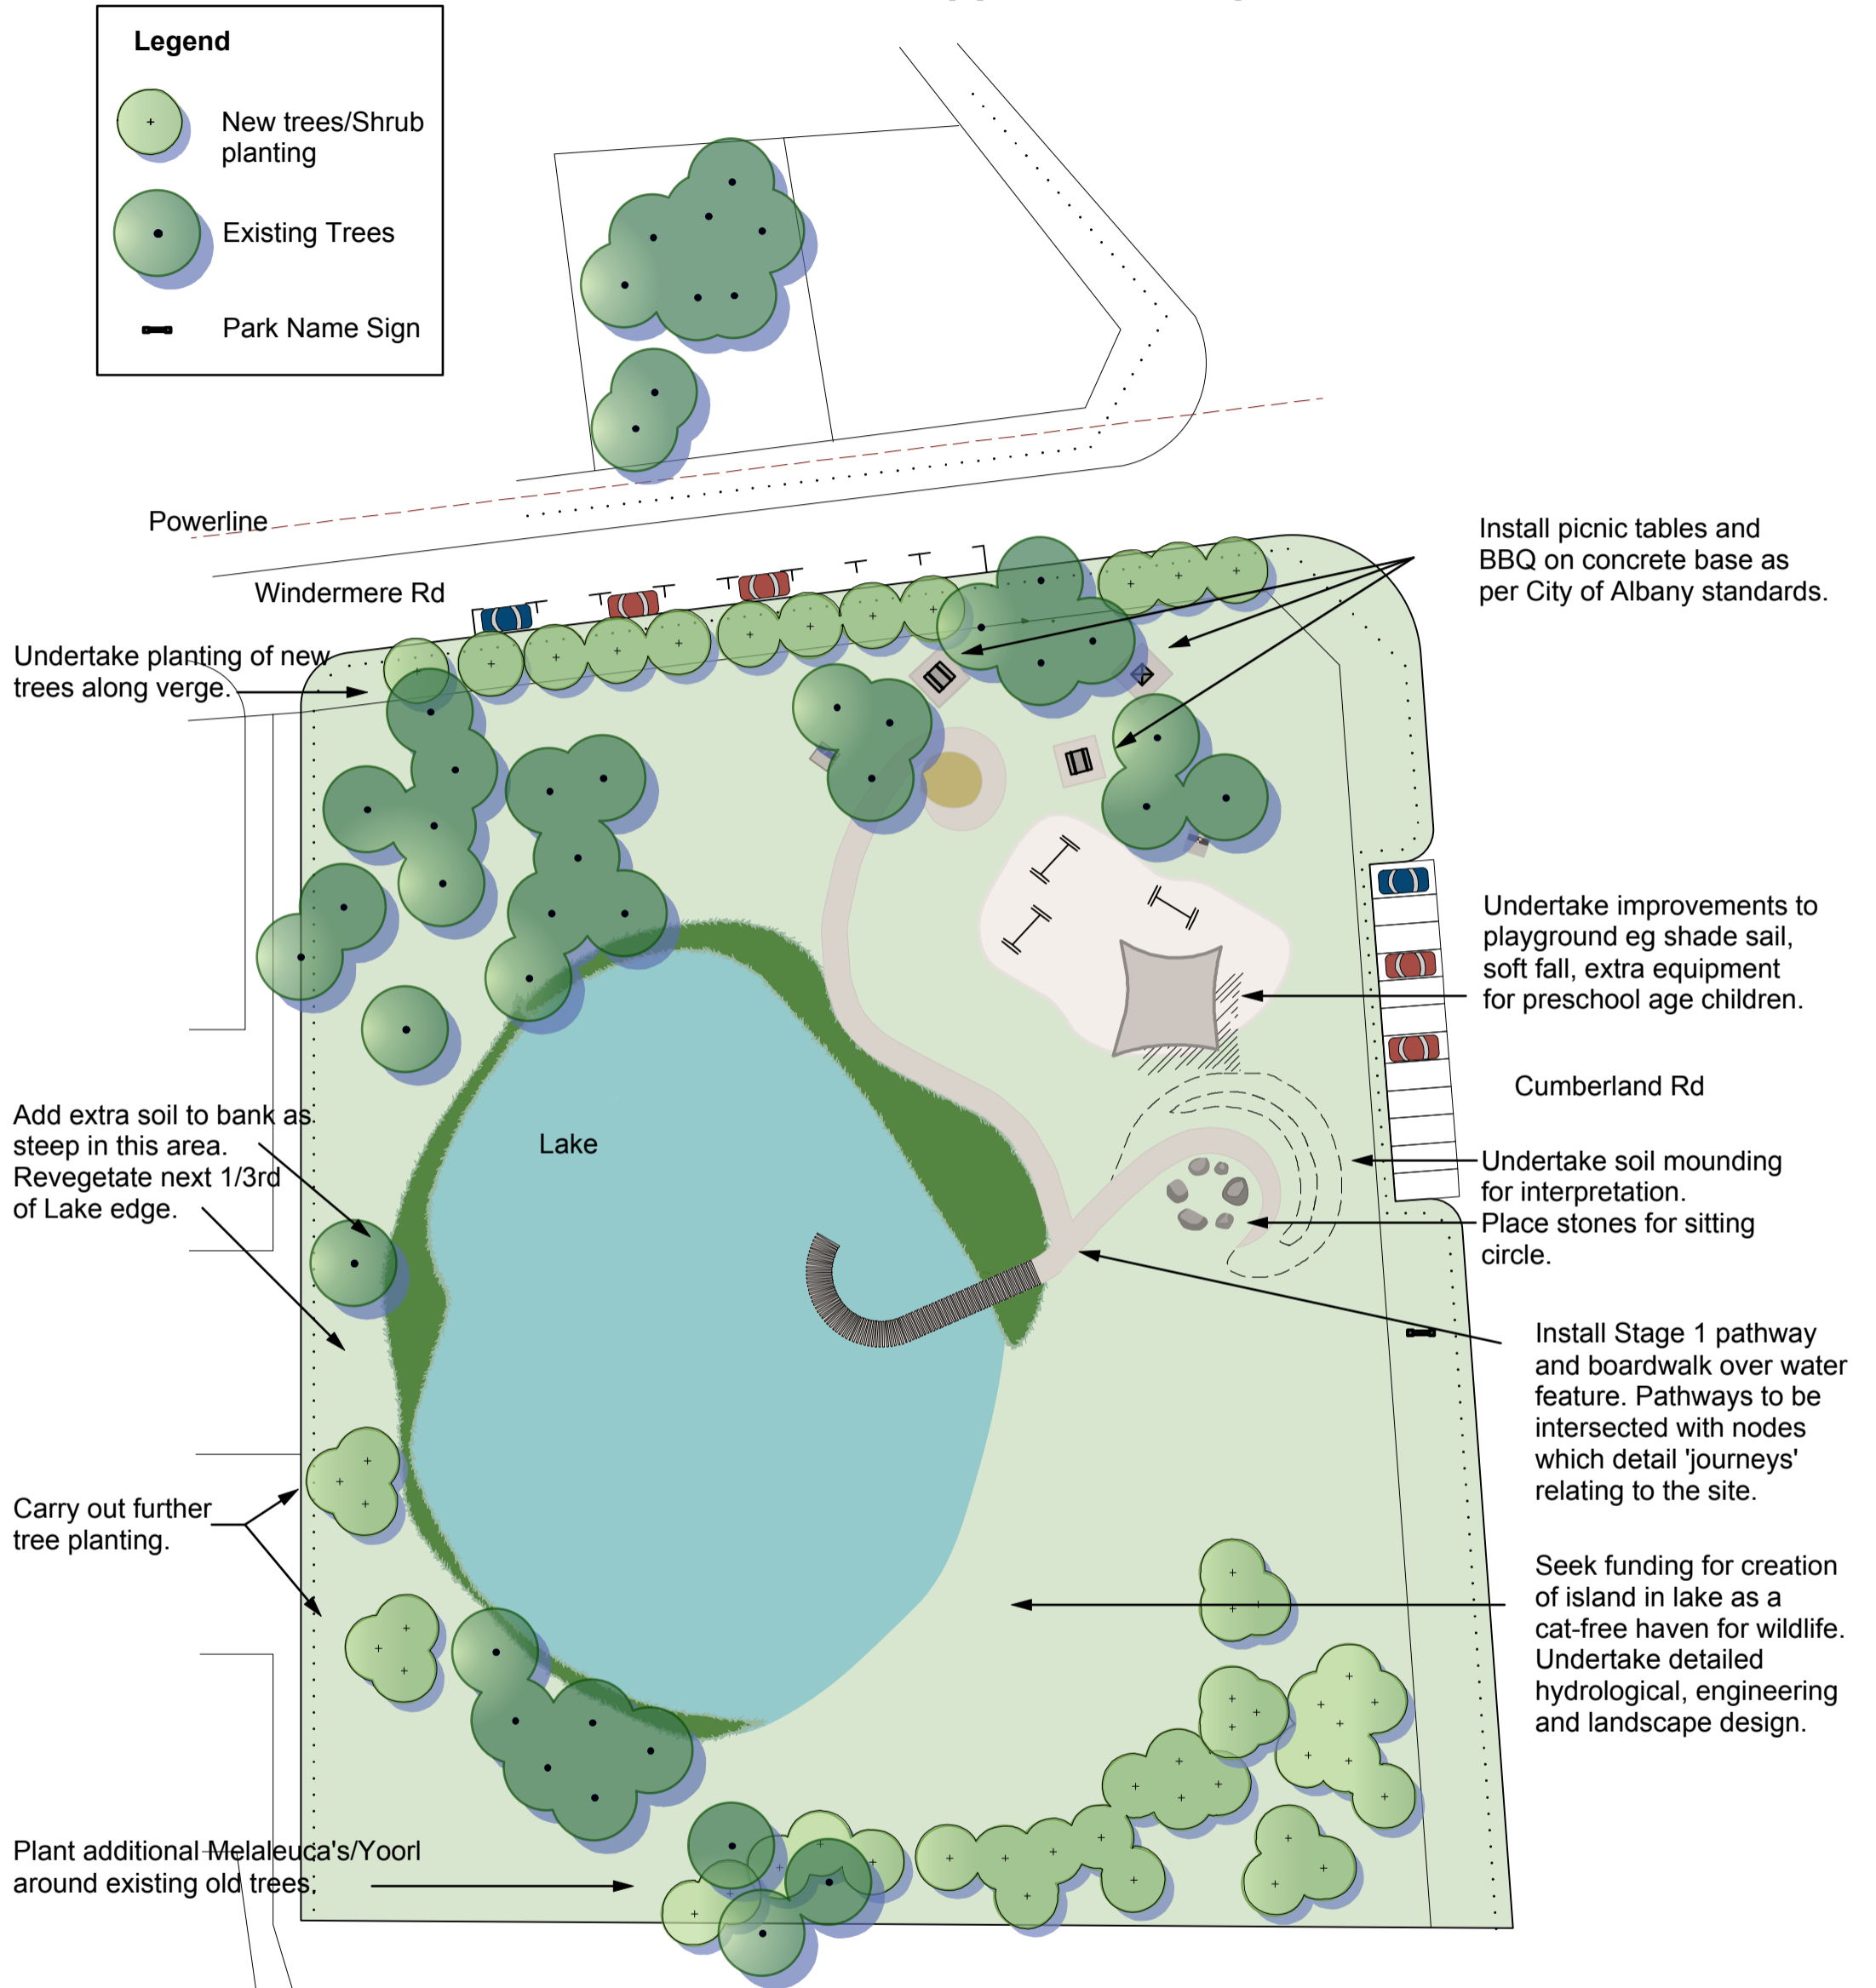 Legend
New trees/Shrub
planting
Existing Trees
Park Name Sign
Powerline
Windermere Rd
Install picnic tables and
BBQ on concrete base as
per City of Albany standards.
Undertake planting of new
trees along verge.
Undertake improvements to
playground eg shade sail,
soft fall, extra equipment
for preschool age children.
Cumberland Rd
Add extra soil to bank as
steep in this area.
Revegetate next 1/3rd
of Lake edge.
Lake
Undertake soil mounding
for interpretation.
Place stones for sitting
circle.
Install Stage 1 pathway
and boardwalk over water
feature. Pathways to be
intersected with nodes
which detail 'journeys'
relating to the site.
Carry out further
tree planting.
Seek funding for creation
of island in lake as a
cat-free haven for wildlife.
Undertake detailed
hydrological, engineering
and landscape design.
Plant additional Melaleuca's/Yoorl
around existing old trees.